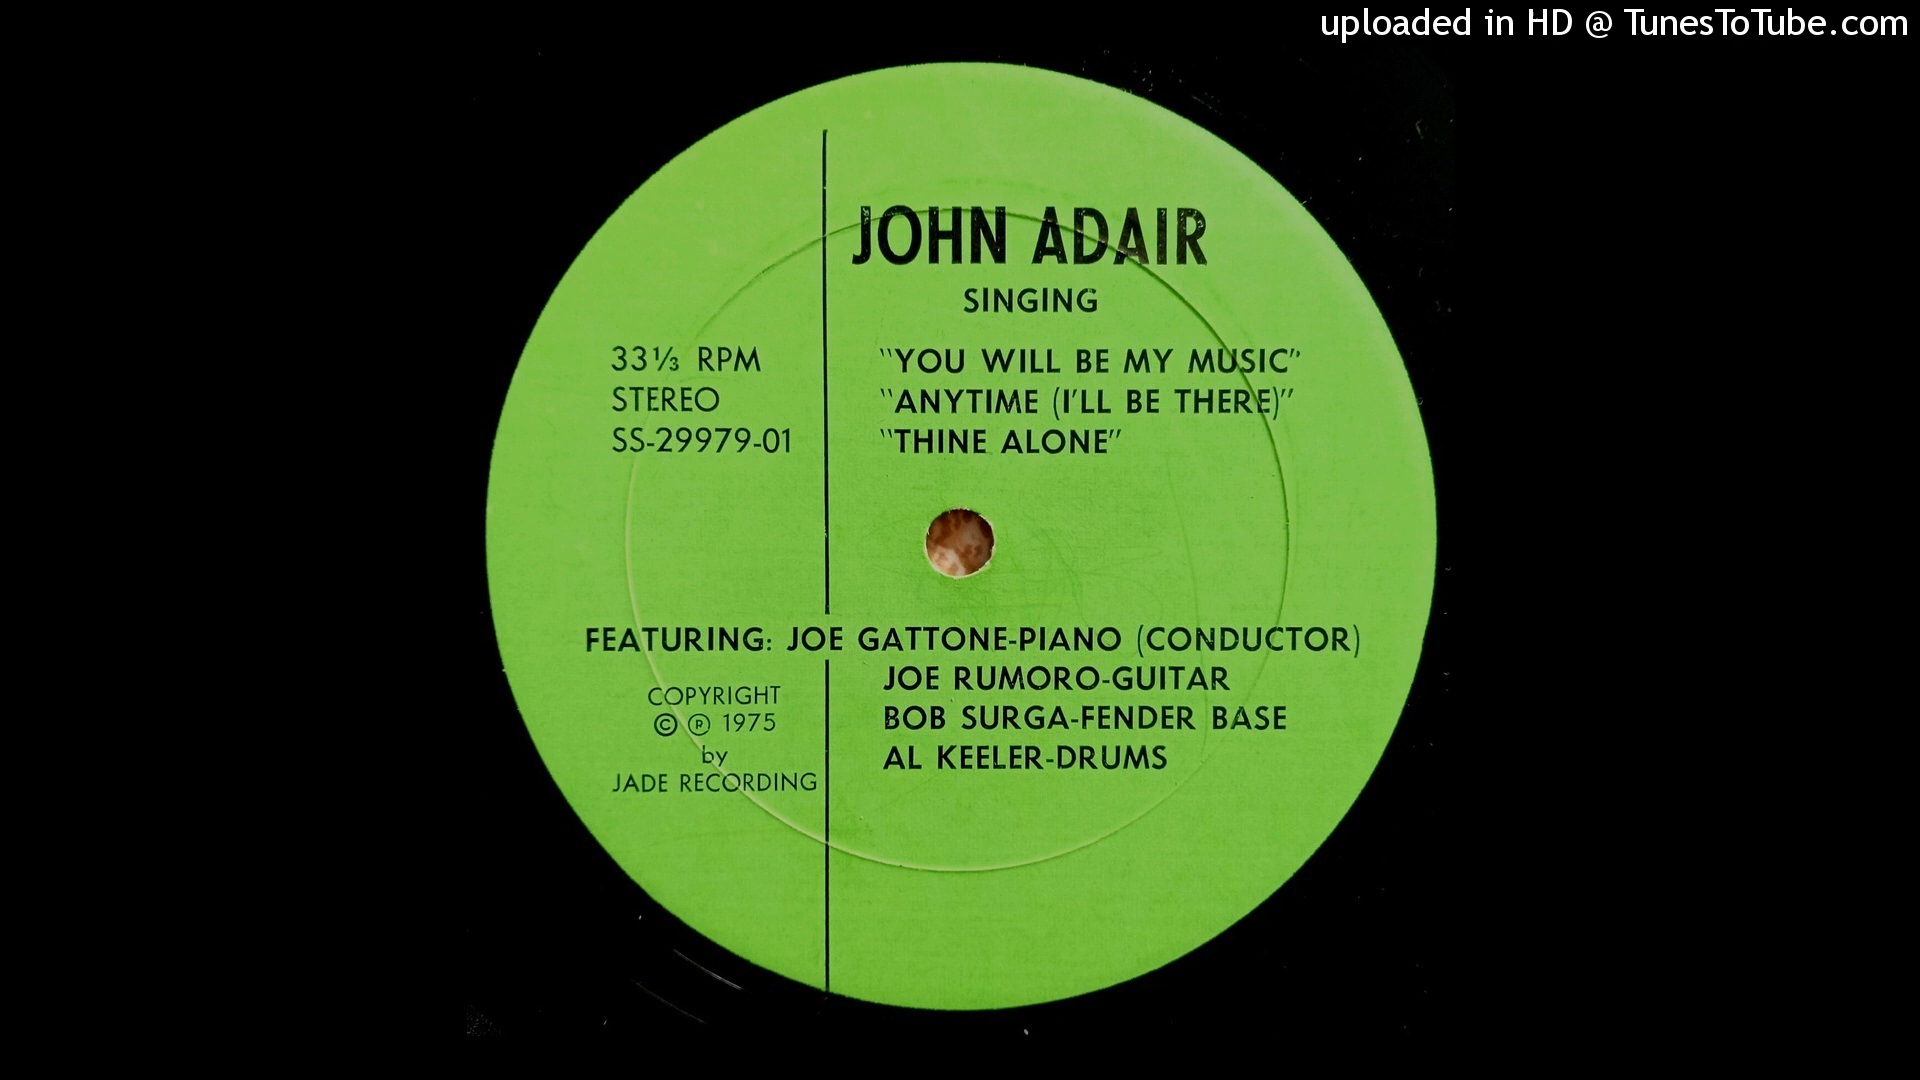 uploaded in HD @ TunesToTube.com
JOHN ADAIR
SINGING
33⅓ RPM
STEREO
SS-29979-01
"YOU WILL BE MY MUSIC"
"ANYTIME (I'LL BE THERE)"
"THINE ALONE"
FEATURING: JOE GATTONE-PIANO (CONDUCTOR)
JOE RUMORO-GUITAR
BOB SURGA-FENDER BASE
AL KEELER-DRUMS
COPYRIGHT
© ® 1975
by
JADE RECORDING